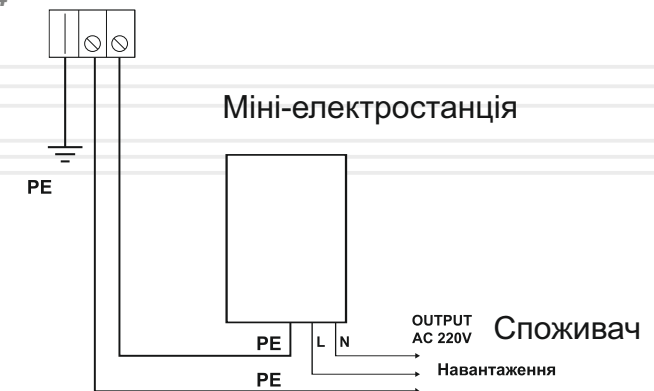 Міні-електростанція
PE
OUTPUT
AC 220V
Споживач
PE
L
N
Навантаження
PE